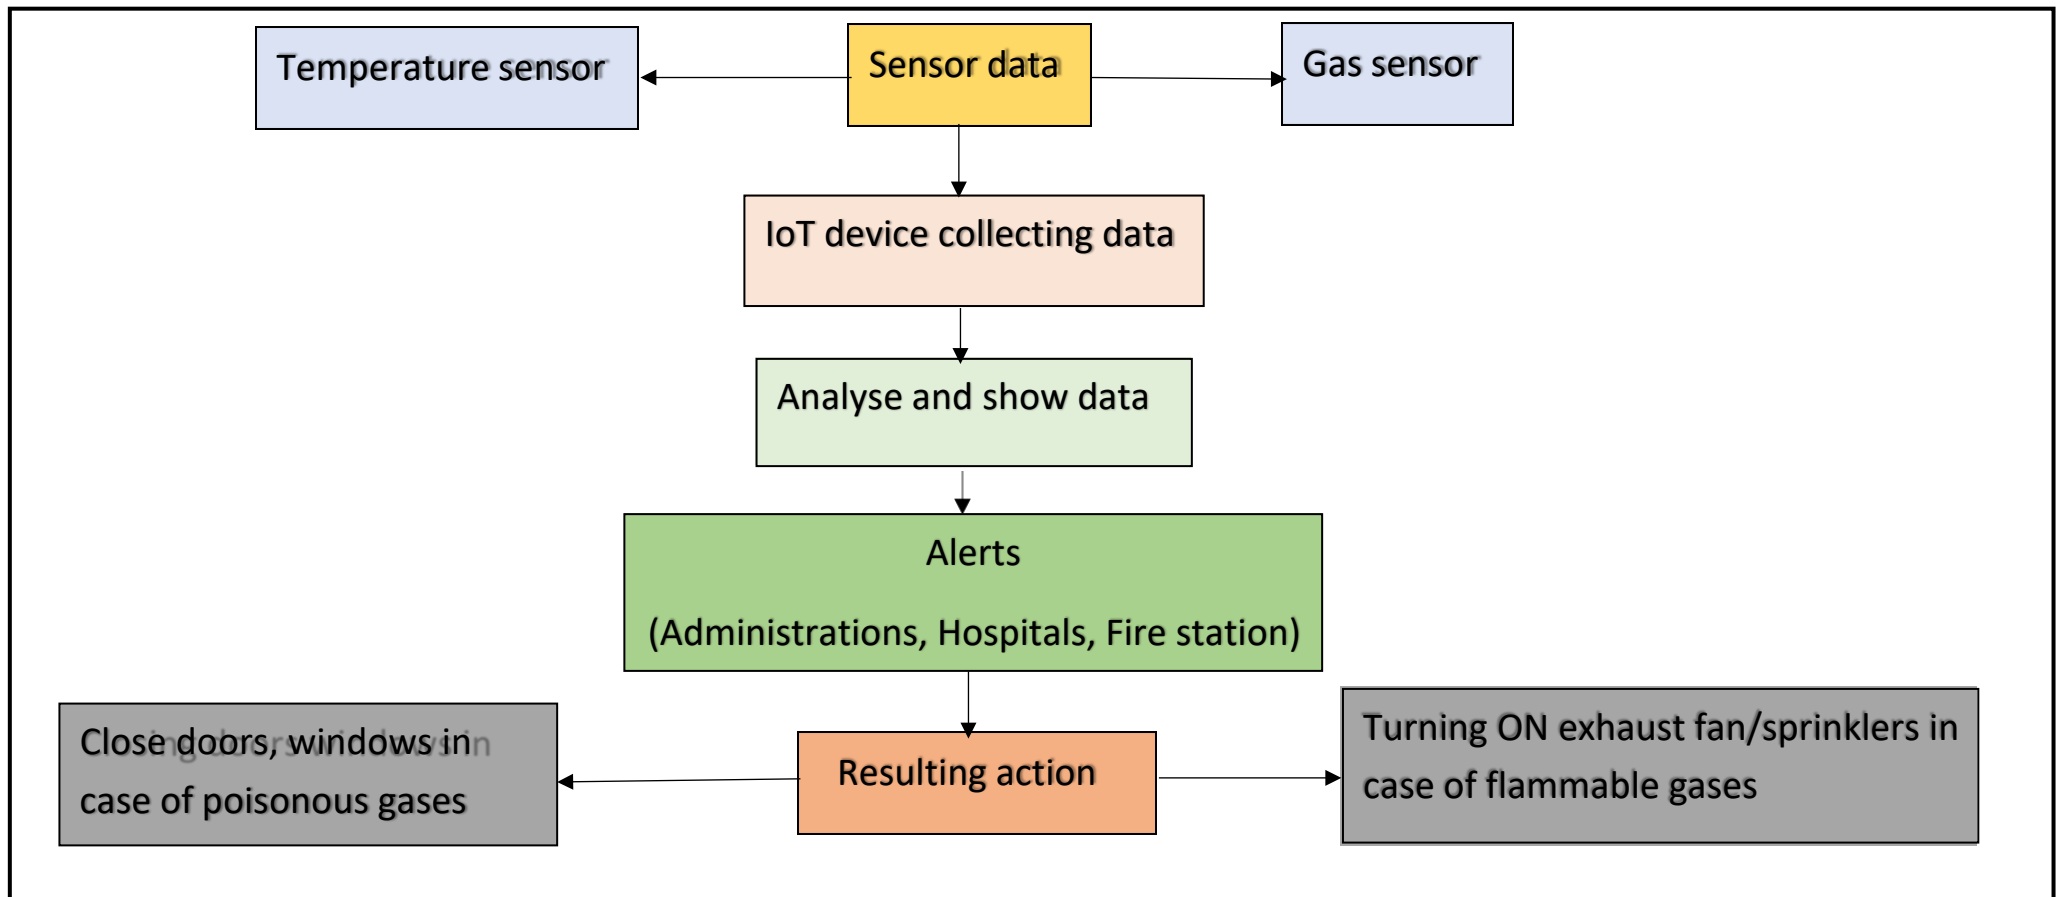 Temperature sensor
Sensor data
Gas sensor
IoT device collecting data
Analyse and show data
Alerts
(Administrations, Hospitals, Fire station)
Close doors, windows in
case of poisonous gases
Resulting action
Turning ON exhaust fan/sprinklers in
case of flammable gases